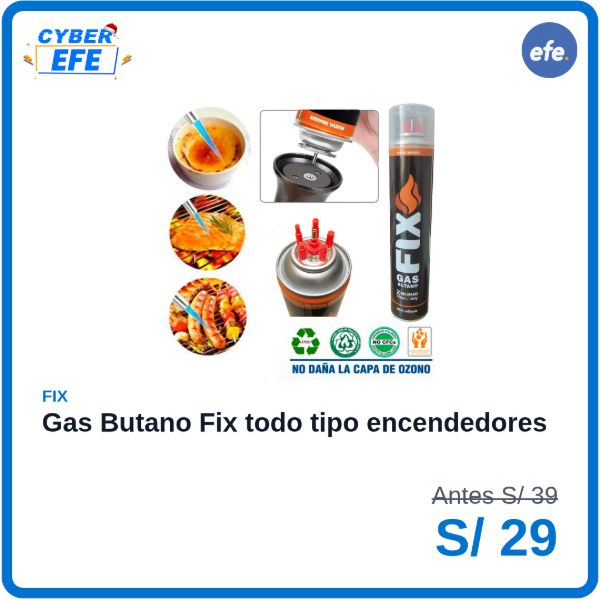 CYBER
EFE
efe.
FIX
GAS
BUTANO
NO CFCs
NO DAÑA LA CAPA DE OZONO
FIX
Gas Butano Fix todo tipo encendedores
Antes S/ 39
S/ 29